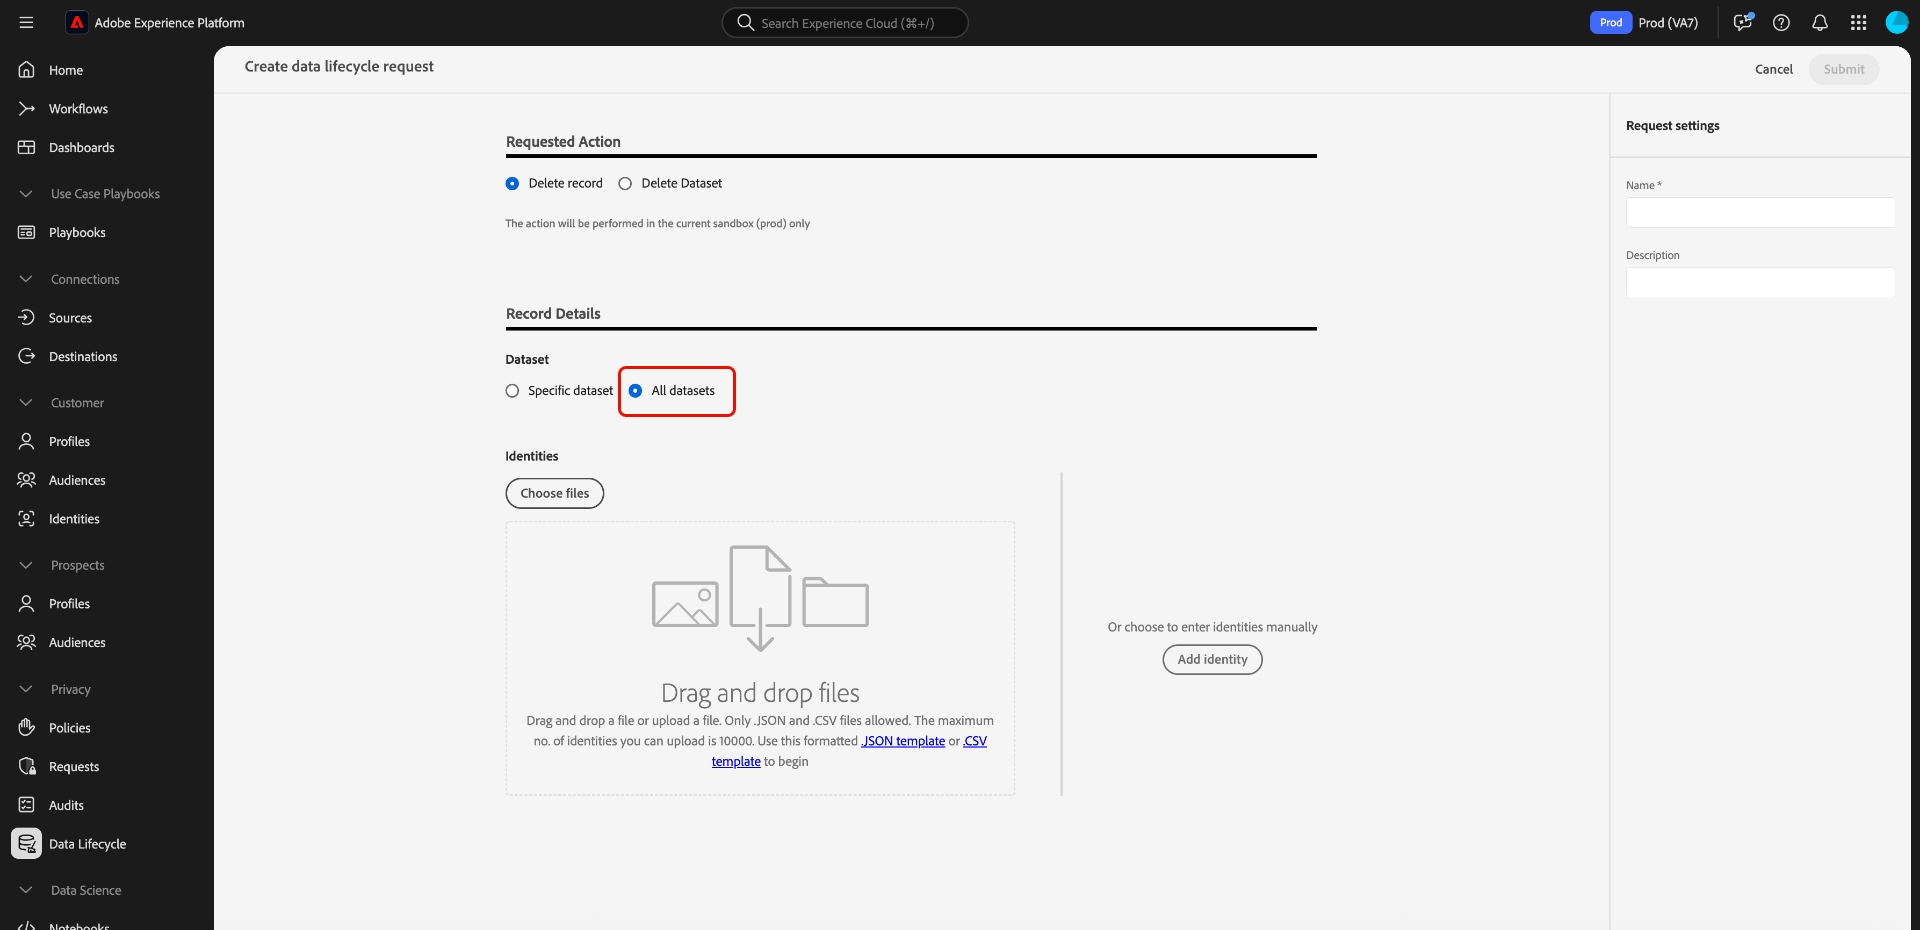 Adobe Experience Platform
Search Experience Cloud (⌘+/)
Prod
Prod (VA7)
Home
Workflows
Dashboards
Use Case Playbooks
Playbooks
Connections
Sources
Destinations
Customer
Profiles
Audiences
Identities
Prospects
Profiles
Audiences
Privacy
Policies
Requests
Audits
Data Lifecycle
Data Science
Notebooks
Create data lifecycle request
Cancel
Submit
Requested Action
Delete record
Delete Dataset
The action will be performed in the current sandbox (prod) only
Record Details
Dataset
Specific dataset
All datasets
Identities
Choose files
Drag and drop files
Drag and drop a file or upload a file. Only .JSON and .CSV files allowed. The maximum
no. of identities you can upload is 10000. Use this formatted .JSON template or .CSV
template to begin
Or choose to enter identities manually
Add identity
Request settings
Name *
Description